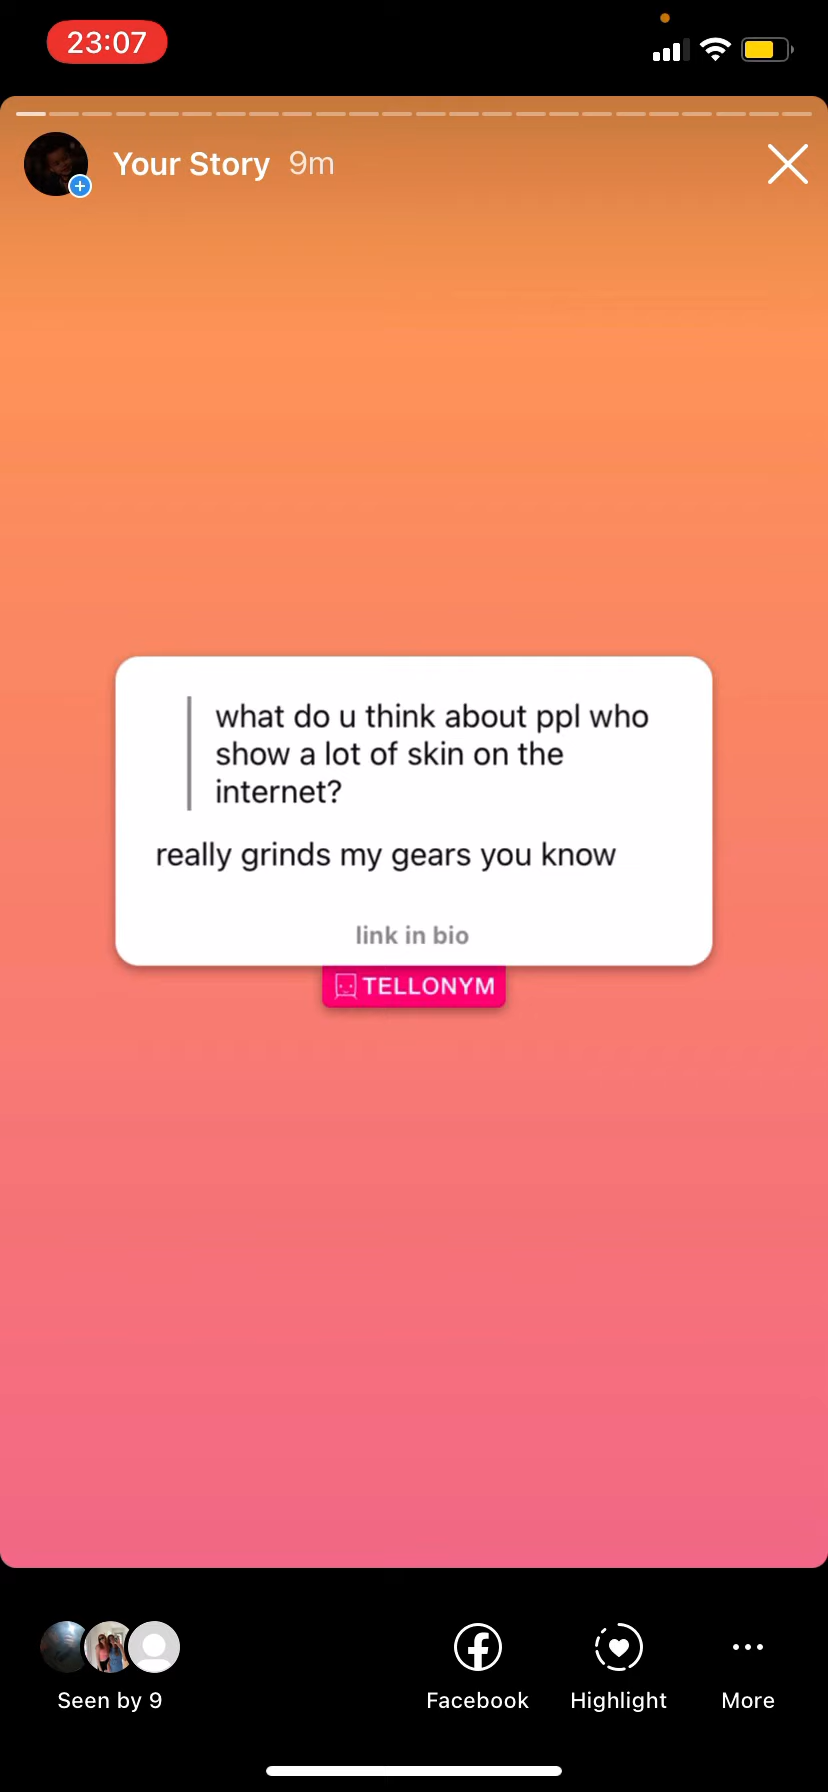 23:07
Your Story 9m
what do u think about ppl who
show a lot of skin on the
internet?
really grinds my gears you know
link in bio
TELLONYM
Seen by 9
Facebook
Highlight
More